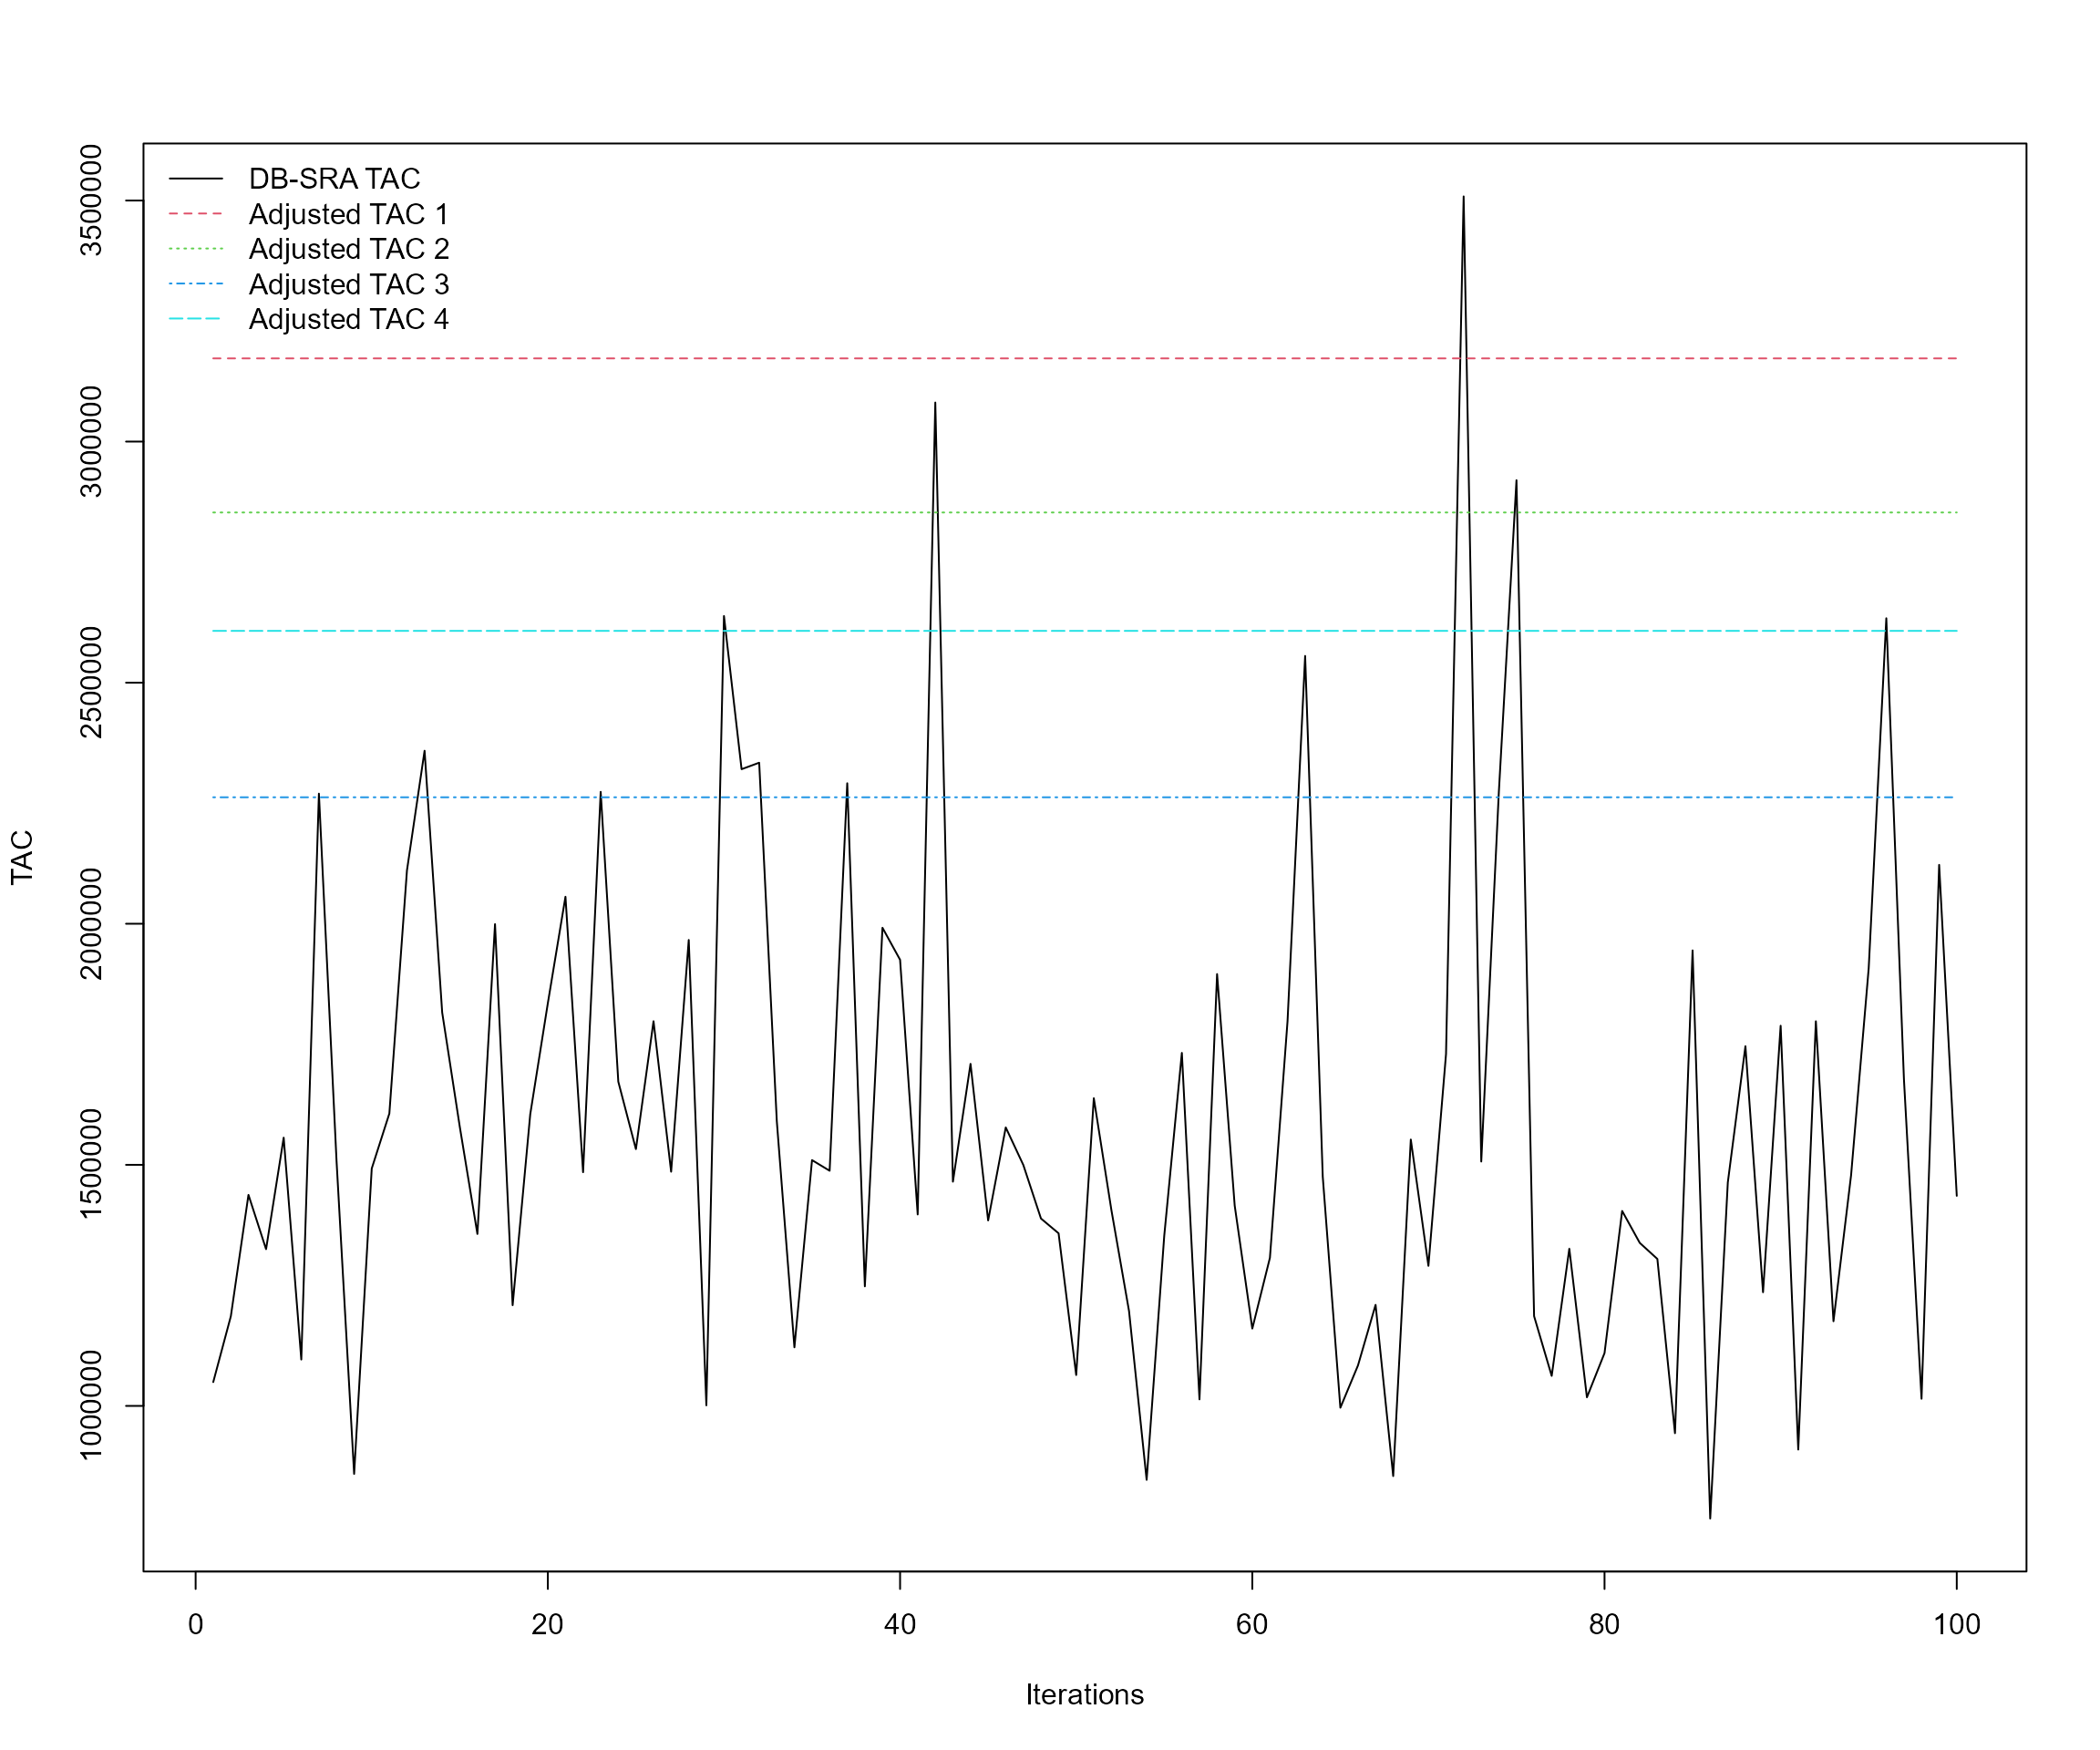 DB-SRA TAC
Adjusted TAC 1
Adjusted TAC 2
Adjusted TAC 3
Adjusted TAC 4
3500000
3000000
2500000
2000000
1500000
1000000
TAC
0 20 40 60 80 100
Iterations